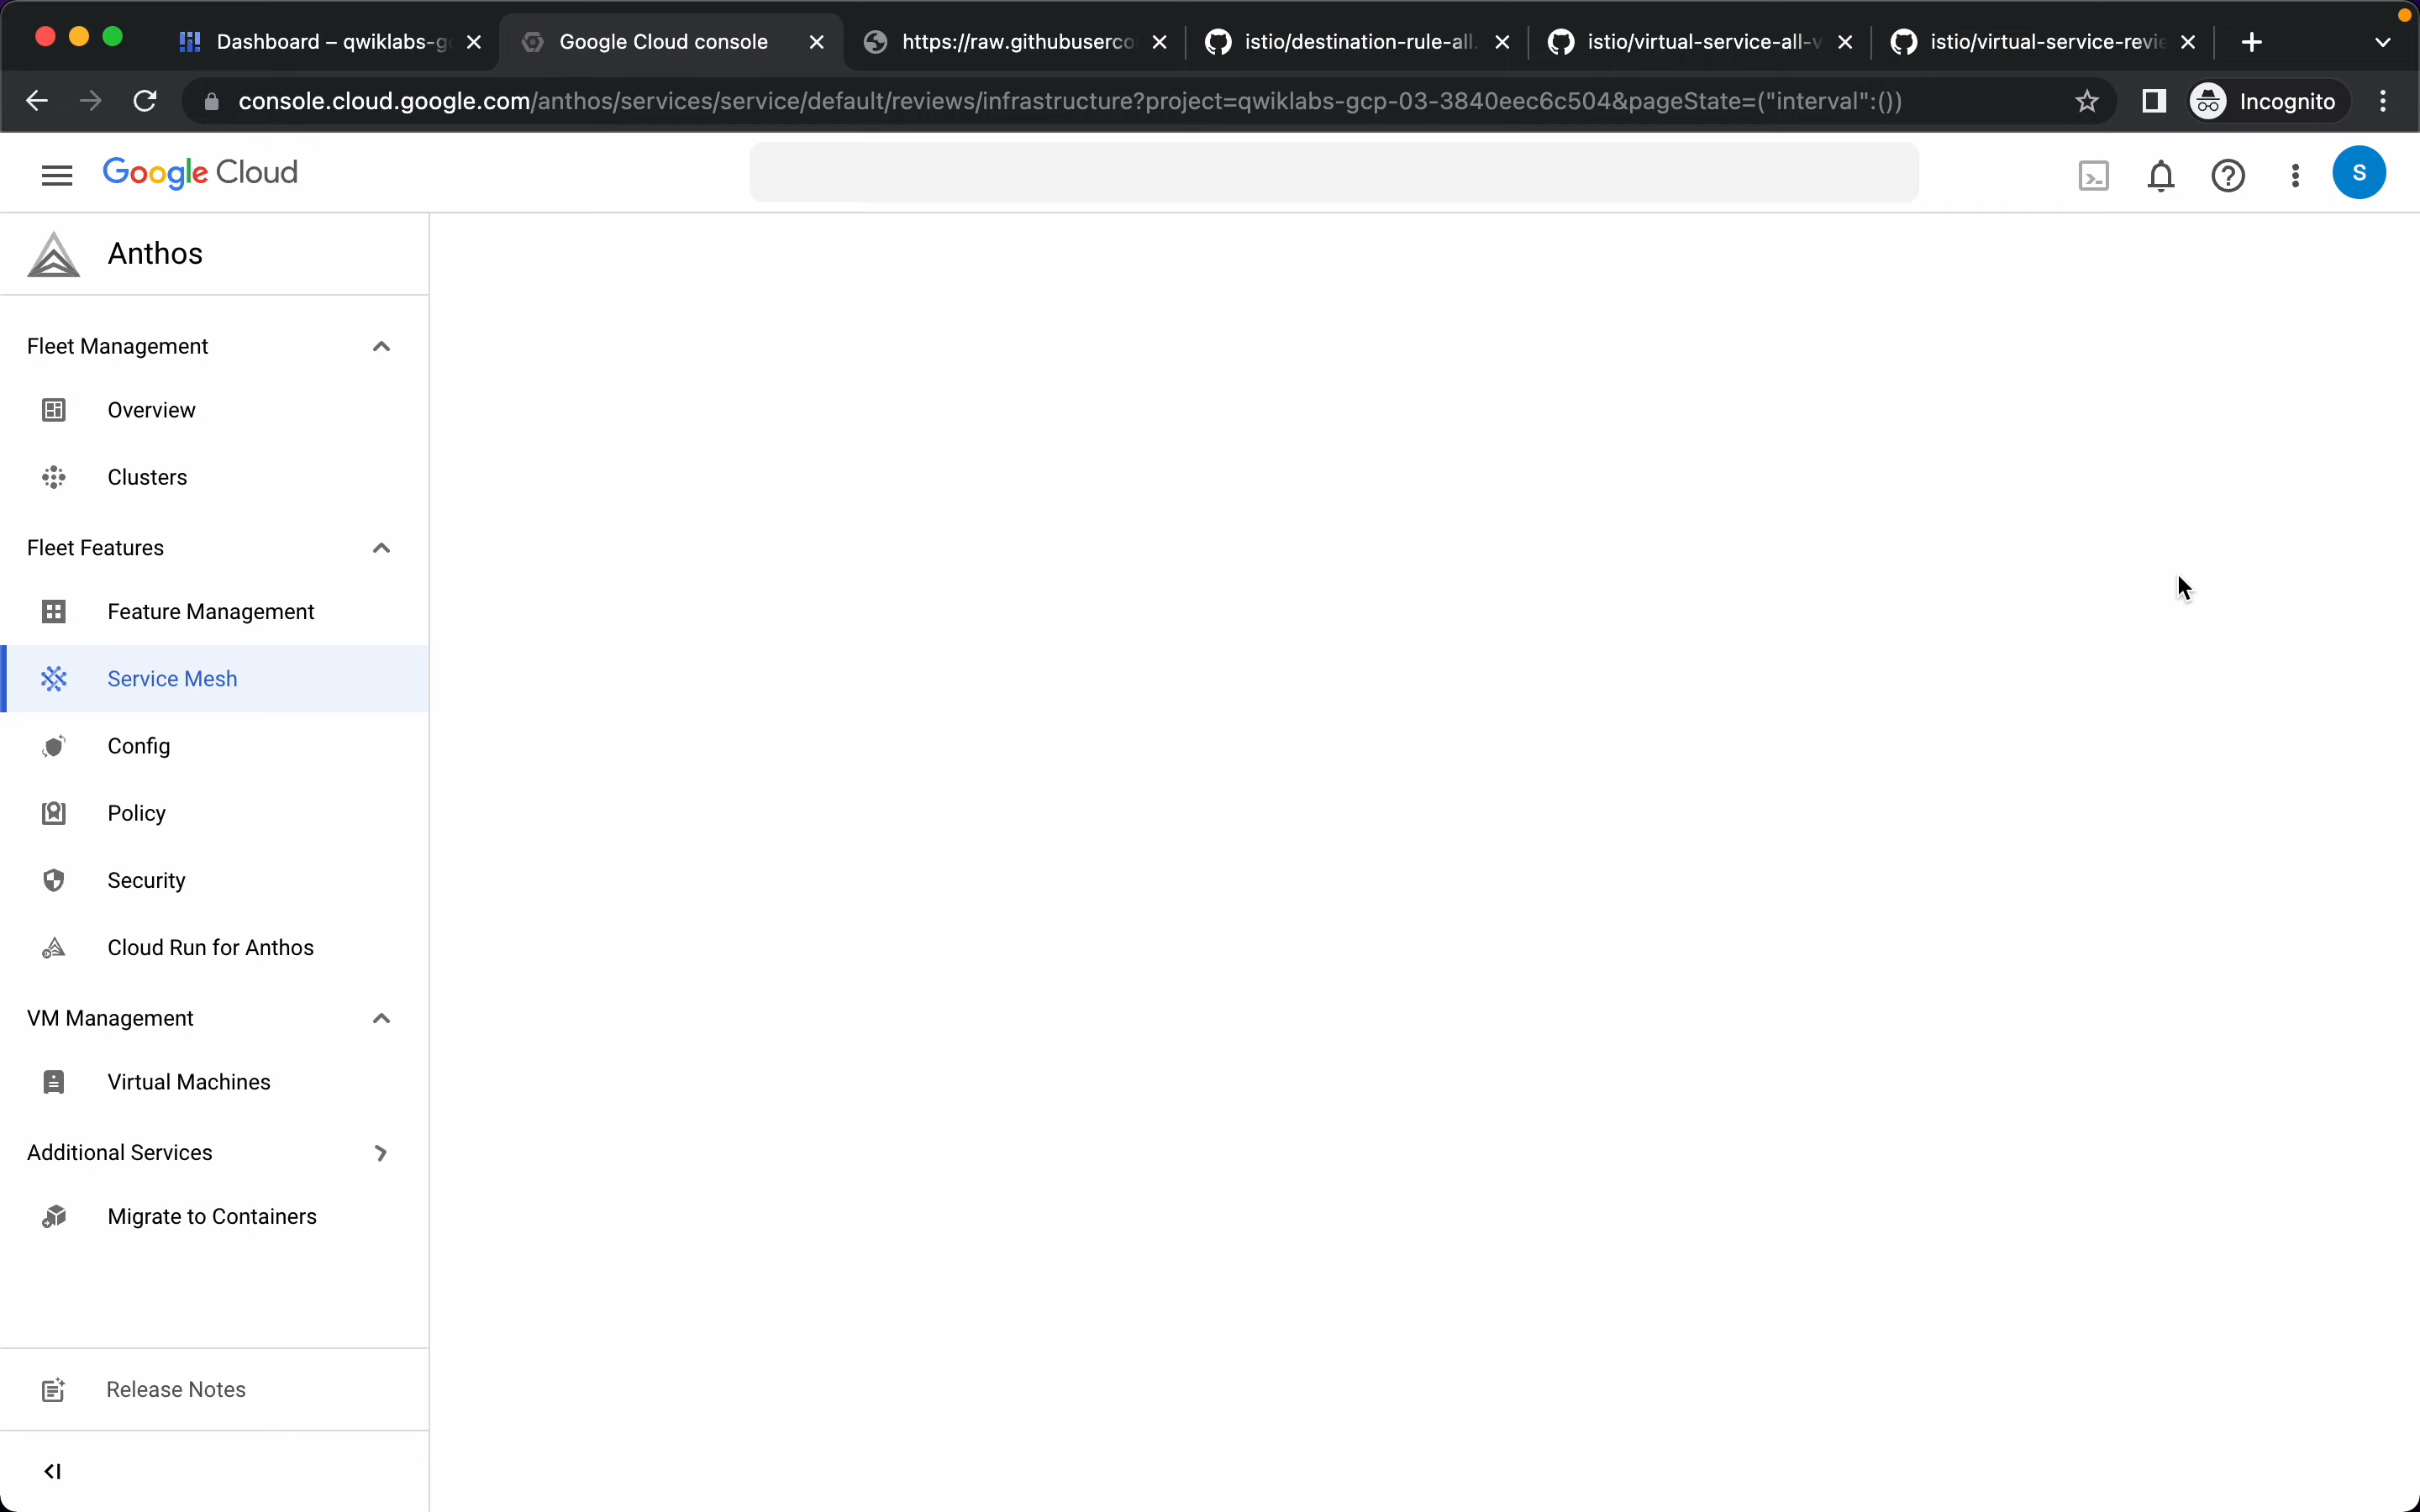 Dashboard – qwiklabs-g
Google Cloud console
https://raw.githubuserco
istio/destination-rule-all.
istio/virtual-service-all-v
istio/virtual-service-revie
console.cloud.google.com/anthos/services/service/default/reviews/infrastructure?project=qwiklabs-gcp-03-3840eec6c504&pageState=("interval":())
Incognito
Google Cloud
S
Anthos
Fleet Management
Overview
Clusters
Fleet Features
Feature Management
Service Mesh
Config
Policy
Security
Cloud Run for Anthos
VM Management
Virtual Machines
Additional Services
Migrate to Containers
Release Notes